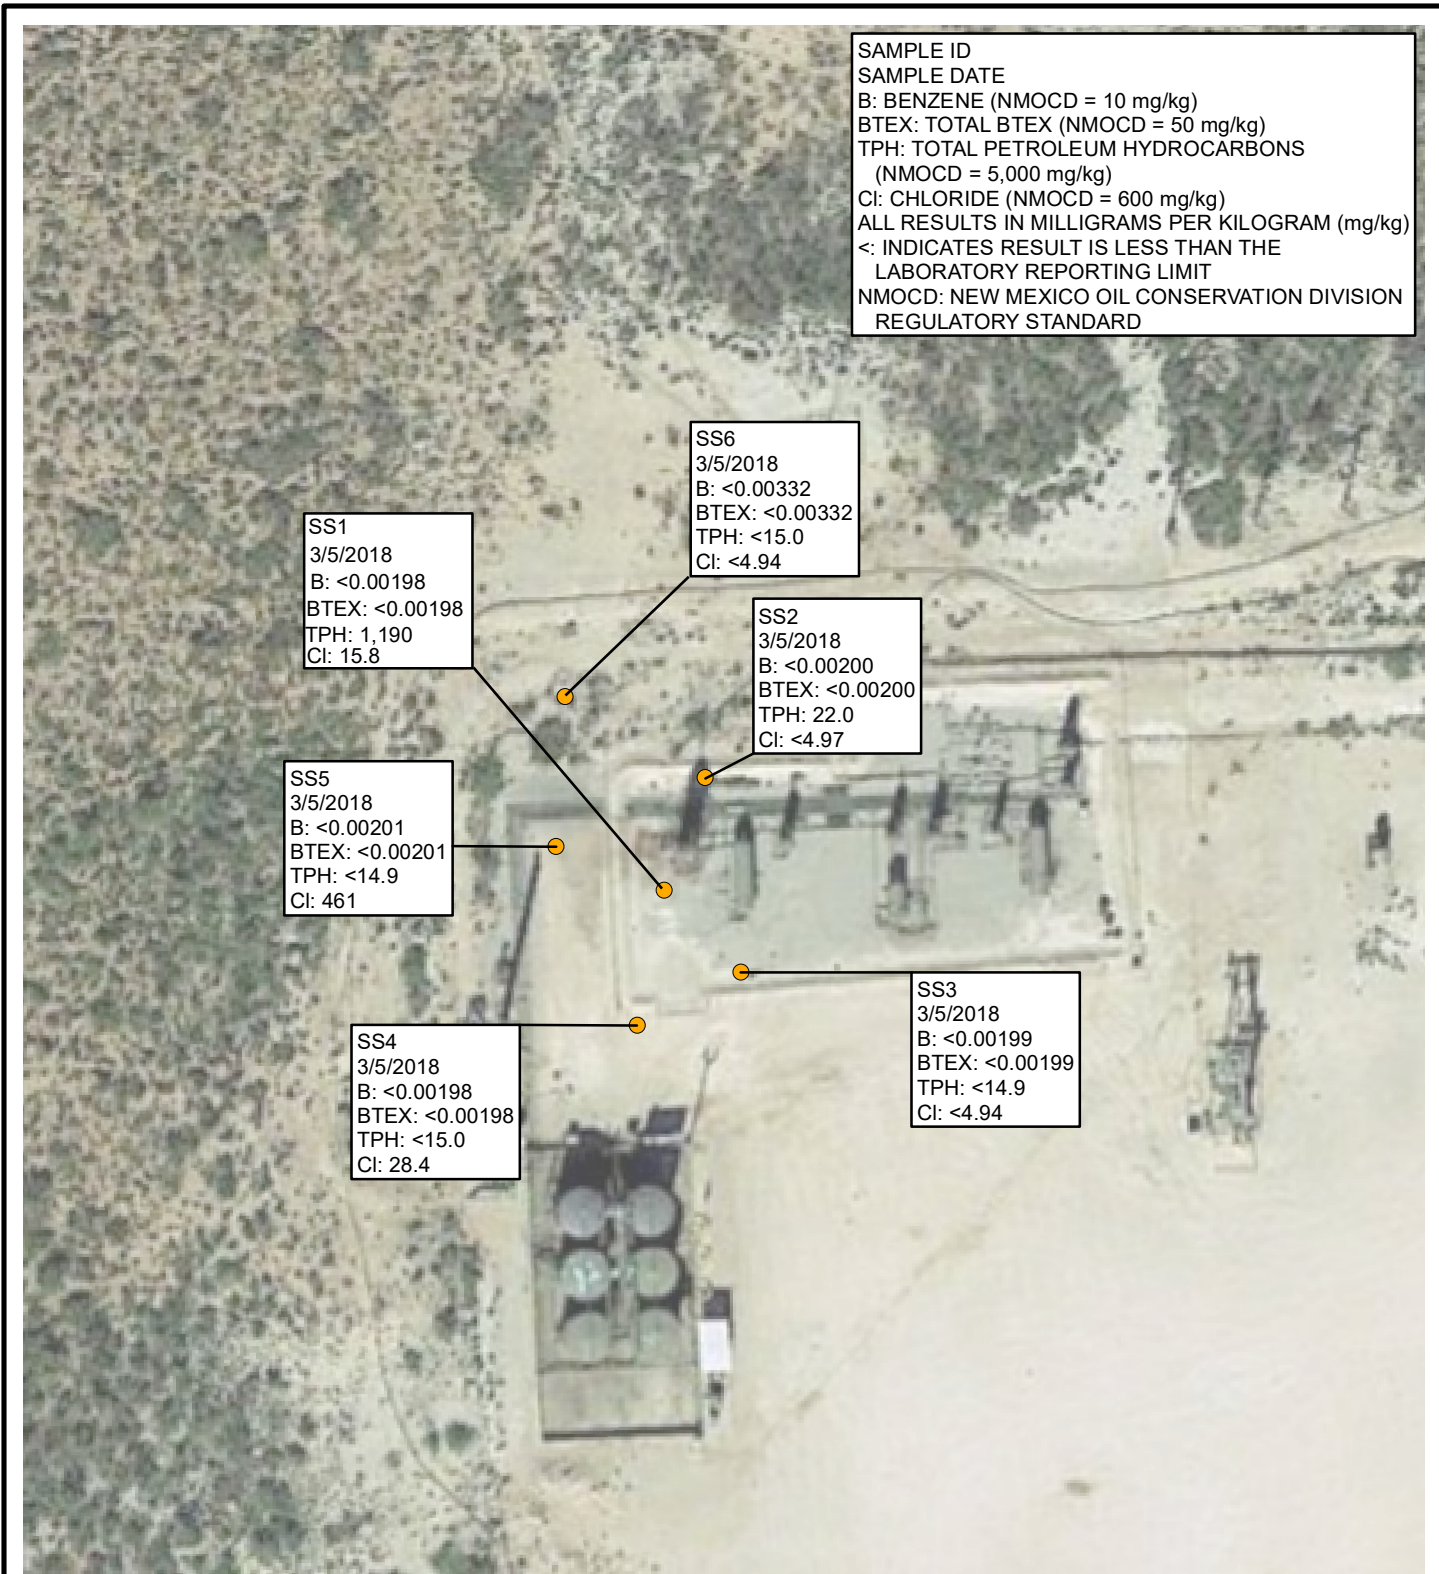 SAMPLE ID
SAMPLE DATE
B: BENZENE (NMOCD = 10 mg/kg)
BTEX: TOTAL BTEX (NMOCD = 50 mg/kg)
TPH: TOTAL PETROLEUM HYDROCARBONS
(NMOCD = 5,000 mg/kg)
Cl: CHLORIDE (NMOCD = 600 mg/kg)
ALL RESULTS IN MILLIGRAMS PER KILOGRAM (mg/kg)
<: INDICATES RESULT IS LESS THAN THE
LABORATORY REPORTING LIMIT
NMOCD: NEW MEXICO OIL CONSERVATION DIVISION
REGULATORY STANDARD
SS6
3/5/2018
B: <0.00332
BTEX: <0.00332
TPH: <15.0
Cl: <4.94
SS1
3/5/2018
B: <0.00198
BTEX: <0.00198
TPH: 1,190
Cl: 15.8
SS2
3/5/2018
B: <0.00200
BTEX: <0.00200
TPH: 22.0
Cl: <4.97
SS5
3/5/2018
B: <0.00201
BTEX: <0.00201
TPH: <14.9
Cl: 461
SS3
3/5/2018
B: <0.00199
BTEX: <0.00199
TPH: <14.9
Cl: <4.94
SS4
3/5/2018
B: <0.00198
BTEX: <0.00198
TPH: <15.0
Cl: 28.4